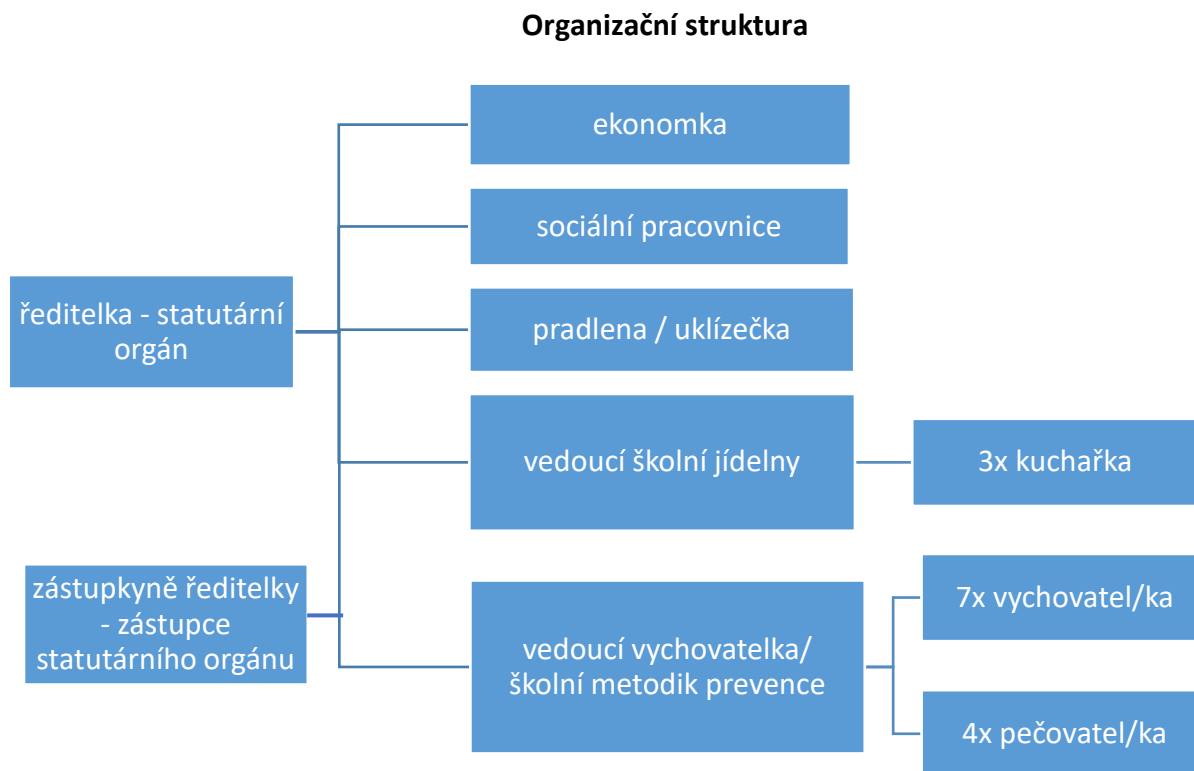 Organizační struktura
ekonomka
sociální pracovnice
ředitelka - statutární
orgán
pradlena / uklízečka
vedoucí školní jídelny
3x kuchařka
zástupkyně ředitelky
- zástupce
statutárního orgánu
vedoucí vychovatelka/
školní metodik prevence
7x vychovatel/ka
4x pečovatel/ka